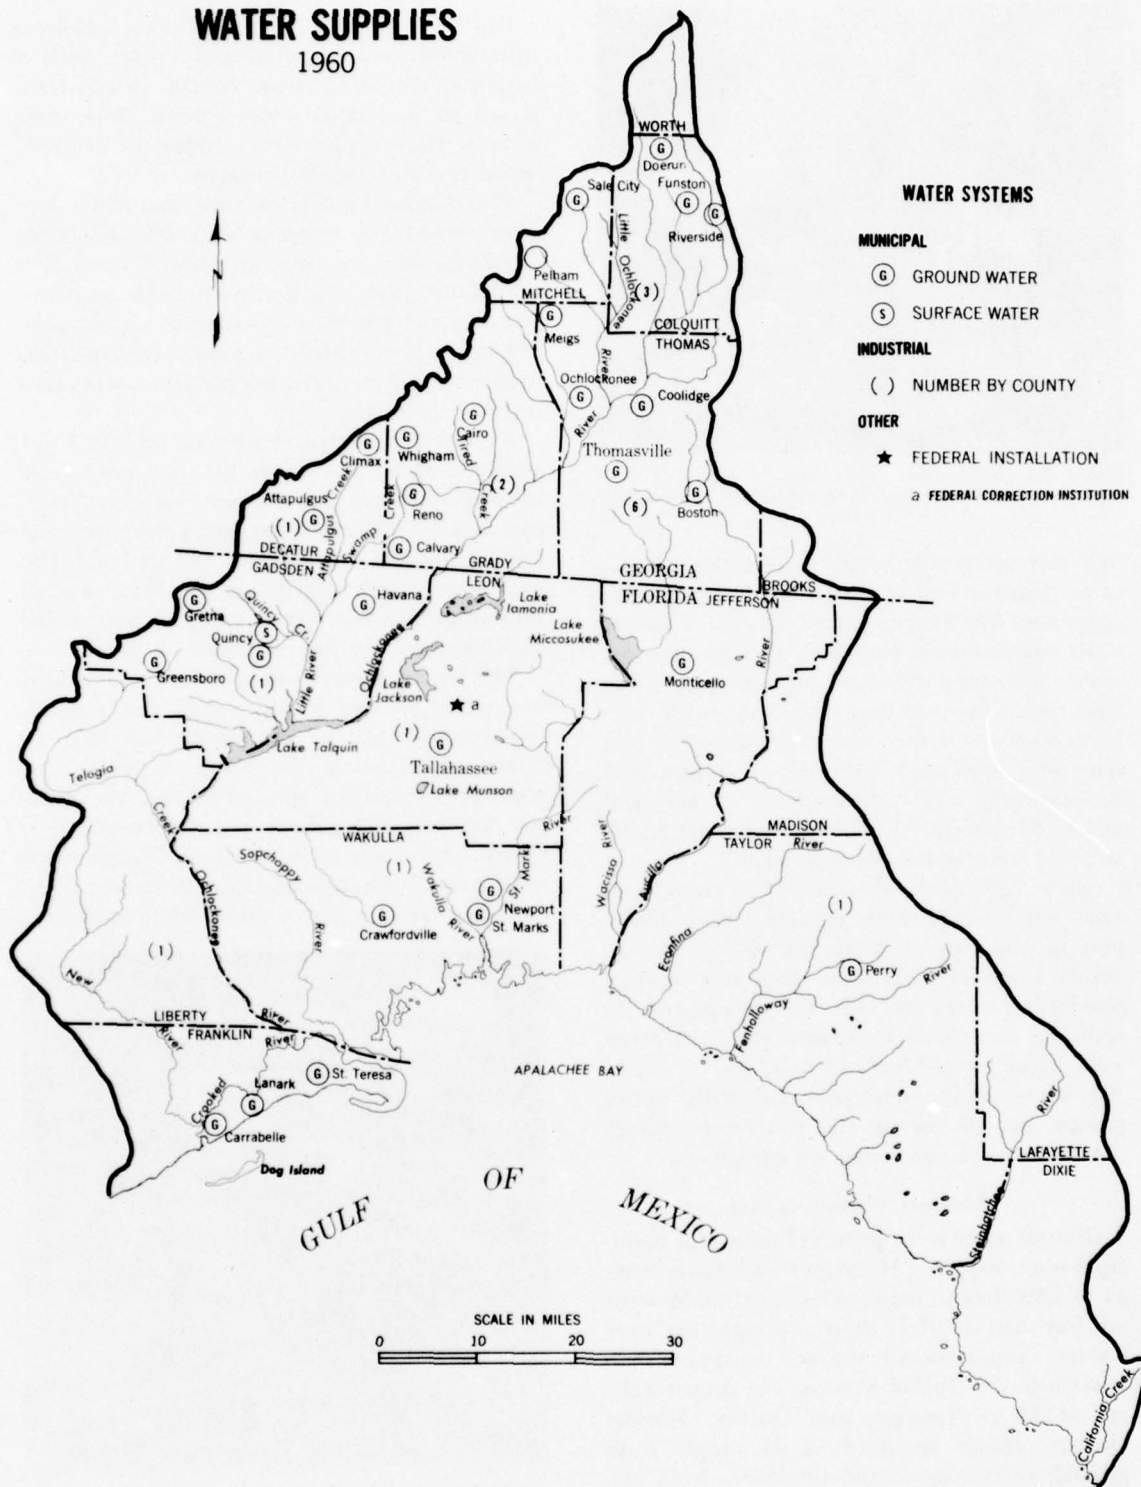 WATER SUPPLIES
1960
WATER SYSTEMS
MUNICIPAL
G GROUND WATER
S SURFACE WATER
INDUSTRIAL
( ) NUMBER BY COUNTY
OTHER
★ FEDERAL INSTALLATION
a FEDERAL CORRECTION INSTITUTION
N
WORTH
G
Doerun
Sale City
G
Funston
G
G
Riverside
Little
Ochlockonee
River
(3)
Pelham
MITCHELL
COLQUITT
THOMAS
G
Meigs
Ochlockonee
G
River
G
Coolidge
G
Cairo
Tired
Creek
(2)
G
Climax
G
Whigham
Thomasville
G
(6)
G
Boston
Attapulgus
G
(1)
Attapulgus Creek
Swamp
Creek
G
Reno
G
Calvary
DECATUR
GADSDEN
GRADY
LEON
GEORGIA
FLORIDA
JEFFERSON
BROOKS
G
Gretna
Quincy
Cr.
Quincy
S
G
(1)
G
Havana
Lake
Iamonia
Lake
Miccosukee
G
Greensboro
Little River
Ochlockonee
Lake
Jackson
★ a
G
Monticello
River
(1)
G
Tallahassee
Lake Munson
Lake Talquin
Telogia
Creek
WAKULLA
River
MADISON
TAYLOR
River
Sopchoppy
River
(1)
Wakulla
River
St. Marks
G
Newport
G
St. Marks
G
Crawfordville
Wacissa River
Aucilla
Econfina
(1)
G
Perry
River
Fenholloway
Ochlockonee
River
(1)
New
River
LIBERTY
FRANKLIN
River
Crooked
G
St. Teresa
Lanark
G
G
Carrabelle
Dog Island
APALACHEE BAY
GULF
OF
MEXICO
River
LAFAYETTE
DIXIE
Steinhatchee
California Creek
SCALE IN MILES
0 10 20 30